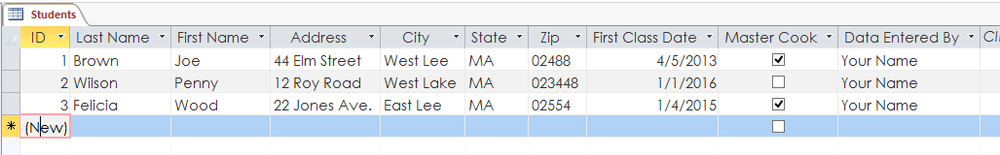 Students
ID Last Name First Name Address City State Zip First Class Date Master Cook Data Entered By
1 Brown Joe 44 Elm Street West Lee MA 02488 4/5/2013 Your Name
2 Wilson Penny 12 Roy Road West Lake MA 023448 1/1/2016 Your Name
3 Felicia Wood 22 Jones Ave. East Lee MA 02554 1/4/2015 Your Name
* (New)